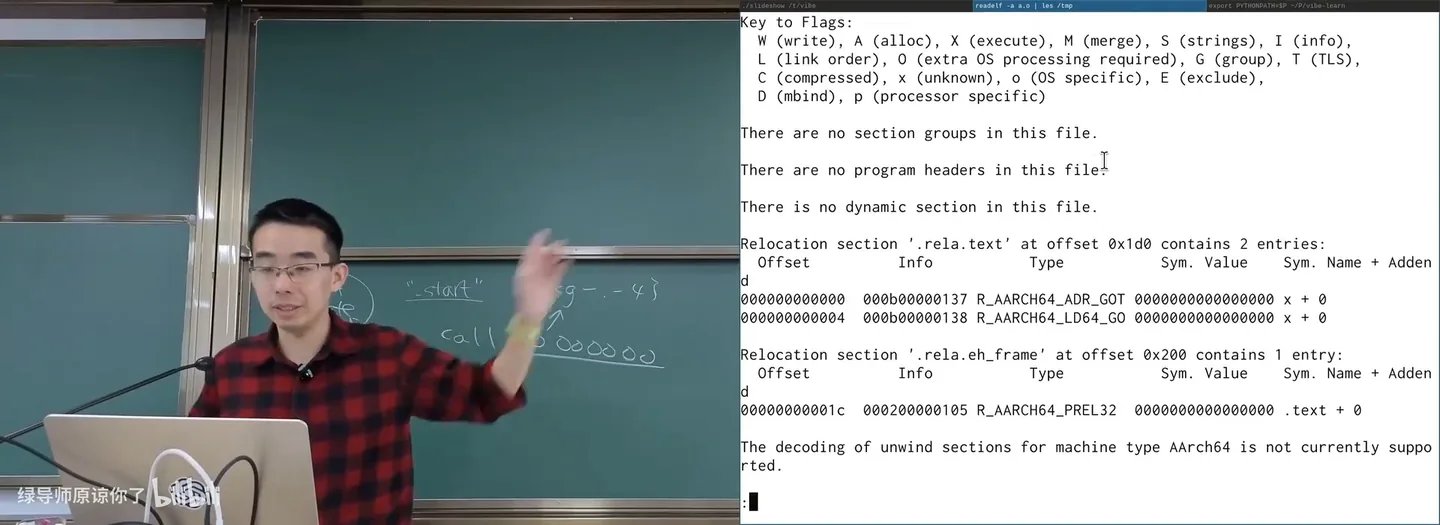 ./slideshow /t/vibe
readelf -a a.o | les /tmp
export PYTHONPATH=$P ~/P/vibe-learn
Key to Flags:
W (write), A (alloc), X (execute), M (merge), S (strings), I (info),
L (link order), O (extra OS processing required), G (group), T (TLS),
C (compressed), x (unknown), o (OS specific), E (exclude),
D (mbind), p (processor specific)
There are no section groups in this file.
There are no program headers in this file.
There is no dynamic section in this file.
Relocation section '.rela.text' at offset 0x1d0 contains 2 entries:
Offset Info Type Sym. Value Sym. Name + Adden
d
000000000000 000b00000137 R_AARCH64_ADR_GOT 0000000000000000 x + 0
000000000004 000b00000138 R_AARCH64_LD64_GO 0000000000000000 x + 0
Relocation section '.rela.eh_frame' at offset 0x200 contains 1 entry:
Offset Info Type Sym. Value Sym. Name + Adden
d
00000000001c 000200000105 R_AARCH64_PREL32 0000000000000000 .text + 0
The decoding of unwind sections for machine type AArch64 is not currently suppo
rted.
:
"_start"
- . - 4}
call
000000
绿导师原谅你了
bilibili